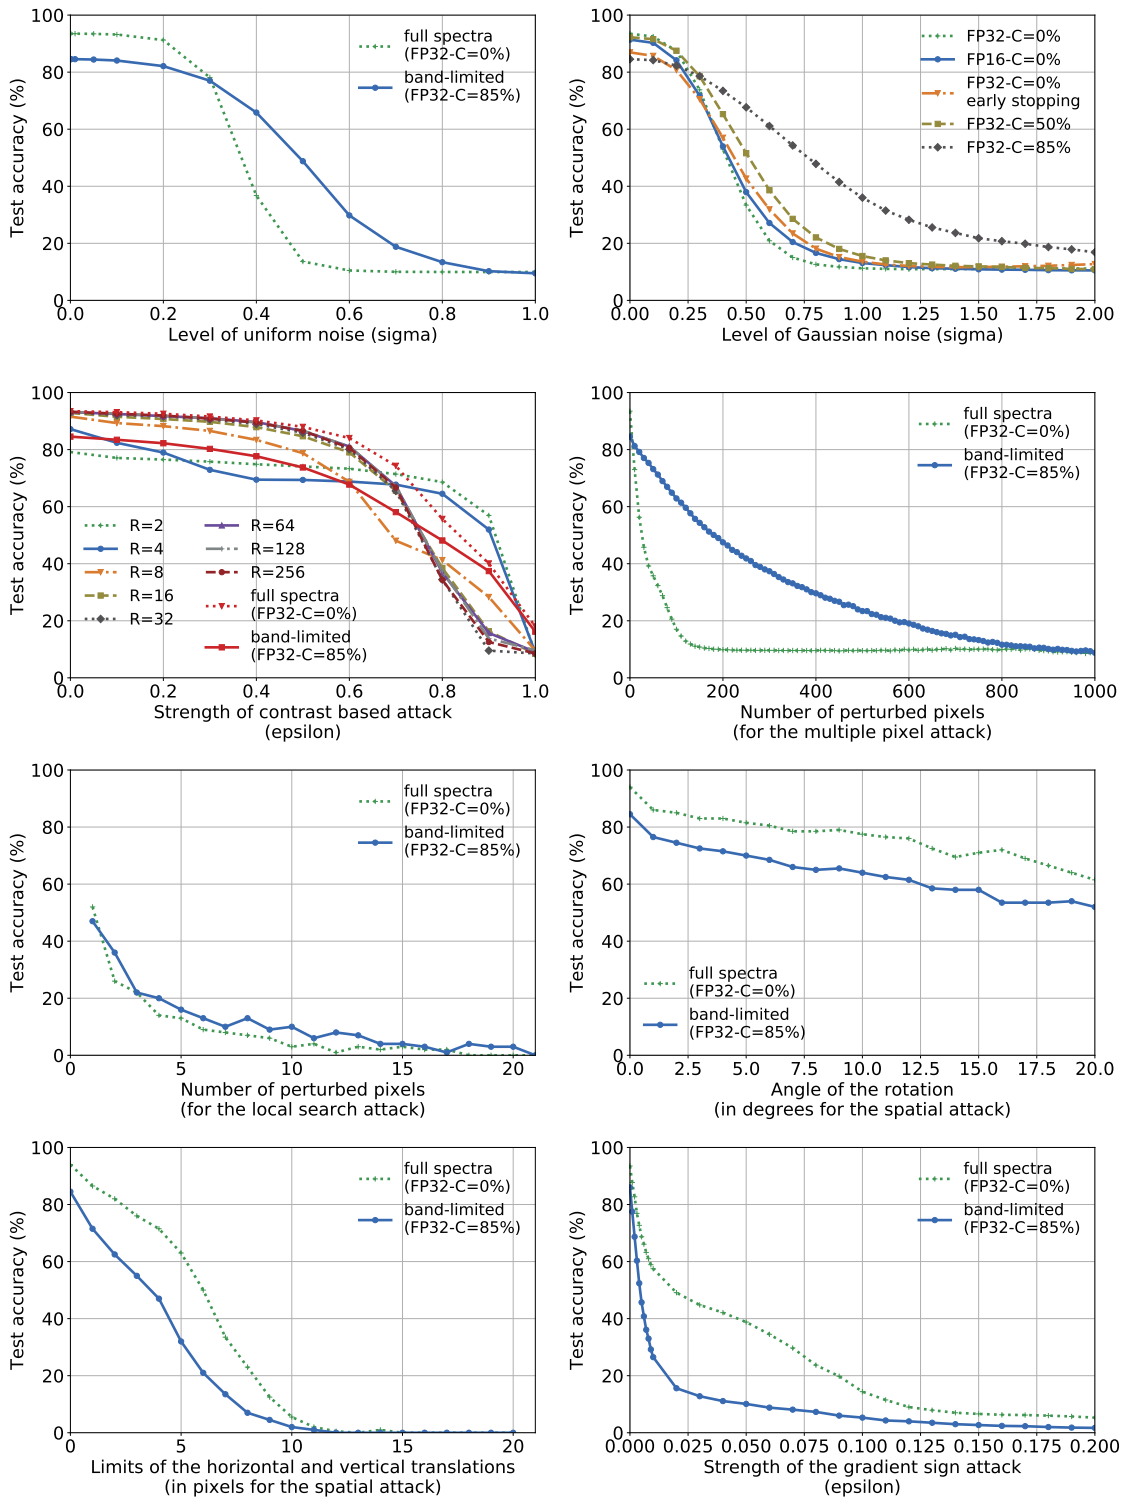 100
80
60
40
20
0
Test accuracy (%)
full spectra
(FP32-C=0%)
band-limited
(FP32-C=85%)
0.0 0.2 0.4 0.6 0.8 1.0
Level of uniform noise (sigma)
100
80
60
40
20
0
Test accuracy (%)
FP32-C=0%
FP16-C=0%
FP32-C=0%
early stopping
FP32-C=50%
FP32-C=85%
0.00 0.25 0.50 0.75 1.00 1.25 1.50 1.75 2.00
Level of Gaussian noise (sigma)
100
80
60
40
20
0
Test accuracy (%)
R=2
R=4
R=8
R=16
R=32
R=64
R=128
R=256
full spectra
(FP32-C=0%)
band-limited
(FP32-C=85%)
0.0 0.2 0.4 0.6 0.8 1.0
Strength of contrast based attack
(epsilon)
100
80
60
40
20
0
Test accuracy (%)
full spectra
(FP32-C=0%)
band-limited
(FP32-C=85%)
0 200 400 600 800 1000
Number of perturbed pixels
(for the multiple pixel attack)
100
80
60
40
20
0
Test accuracy (%)
full spectra
(FP32-C=0%)
band-limited
(FP32-C=85%)
5 10 15 20
Number of perturbed pixels
(for the local search attack)
100
80
60
40
20
0
Test accuracy (%)
full spectra
(FP32-C=0%)
band-limited
(FP32-C=85%)
0.0 2.5 5.0 7.5 10.0 12.5 15.0 17.5 20.0
Angle of the rotation
(in degrees for the spatial attack)
100
80
60
40
20
0
Test accuracy (%)
full spectra
(FP32-C=0%)
band-limited
(FP32-C=85%)
0 5 10 15 20
Limits of the horizontal and vertical translations
(in pixels for the spatial attack)
100
80
60
40
20
0
Test accuracy (%)
full spectra
(FP32-C=0%)
band-limited
(FP32-C=85%)
0.000 0.025 0.050 0.075 0.100 0.125 0.150 0.175 0.200
Strength of the gradient sign attack
(epsilon)